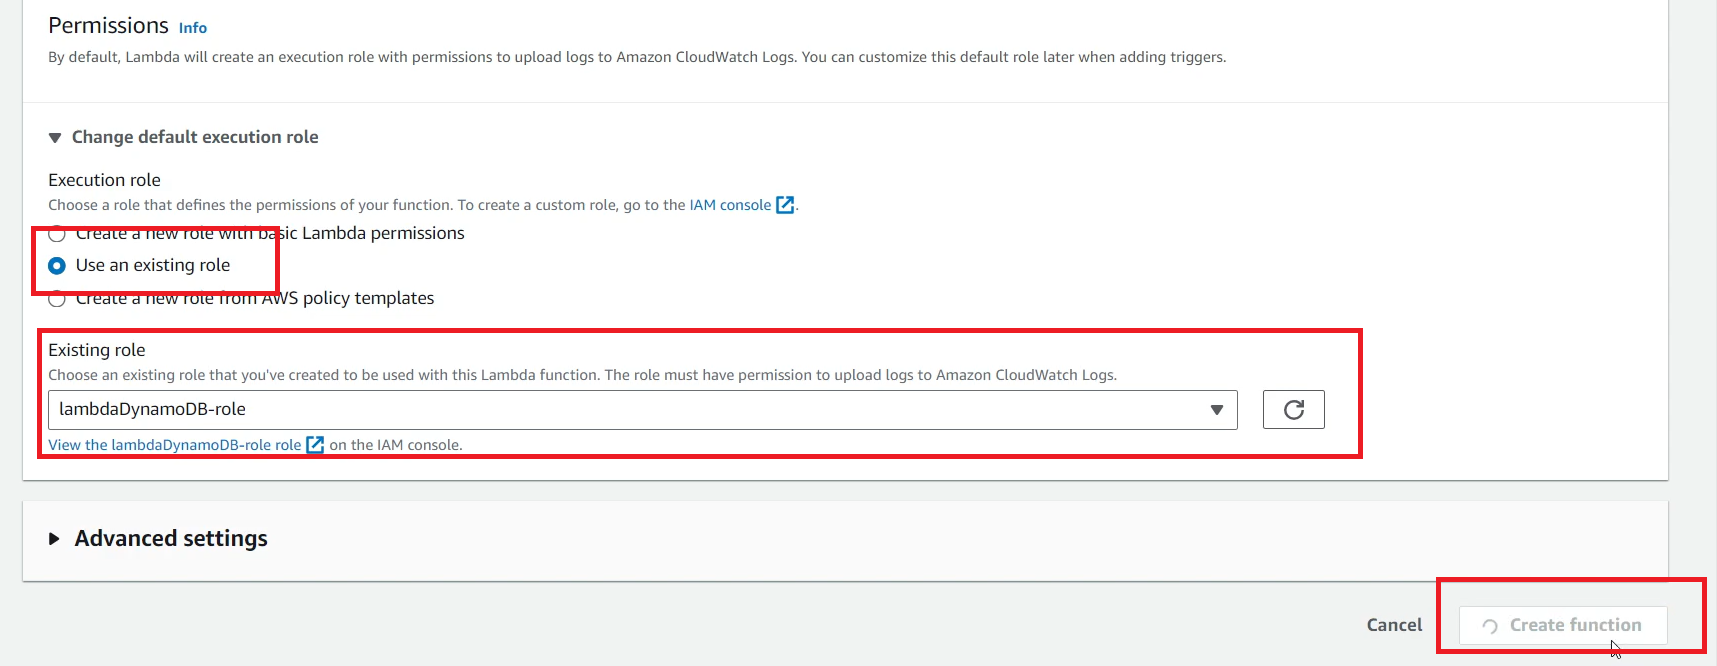 Permissions Info
By default, Lambda will create an execution role with permissions to upload logs to Amazon CloudWatch Logs. You can customize this default role later when adding triggers.
Change default execution role
Execution role
Choose a role that defines the permissions of your function. To create a custom role, go to the IAM console.
Create a new role with basic Lambda permissions
Use an existing role
Create a new role from AWS policy templates
Existing role
Choose an existing role that you've created to be used with this Lambda function. The role must have permission to upload logs to Amazon CloudWatch Logs.
lambdaDynamoDB-role
View the lambdaDynamoDB-role role on the IAM console.
Advanced settings
Cancel Create function